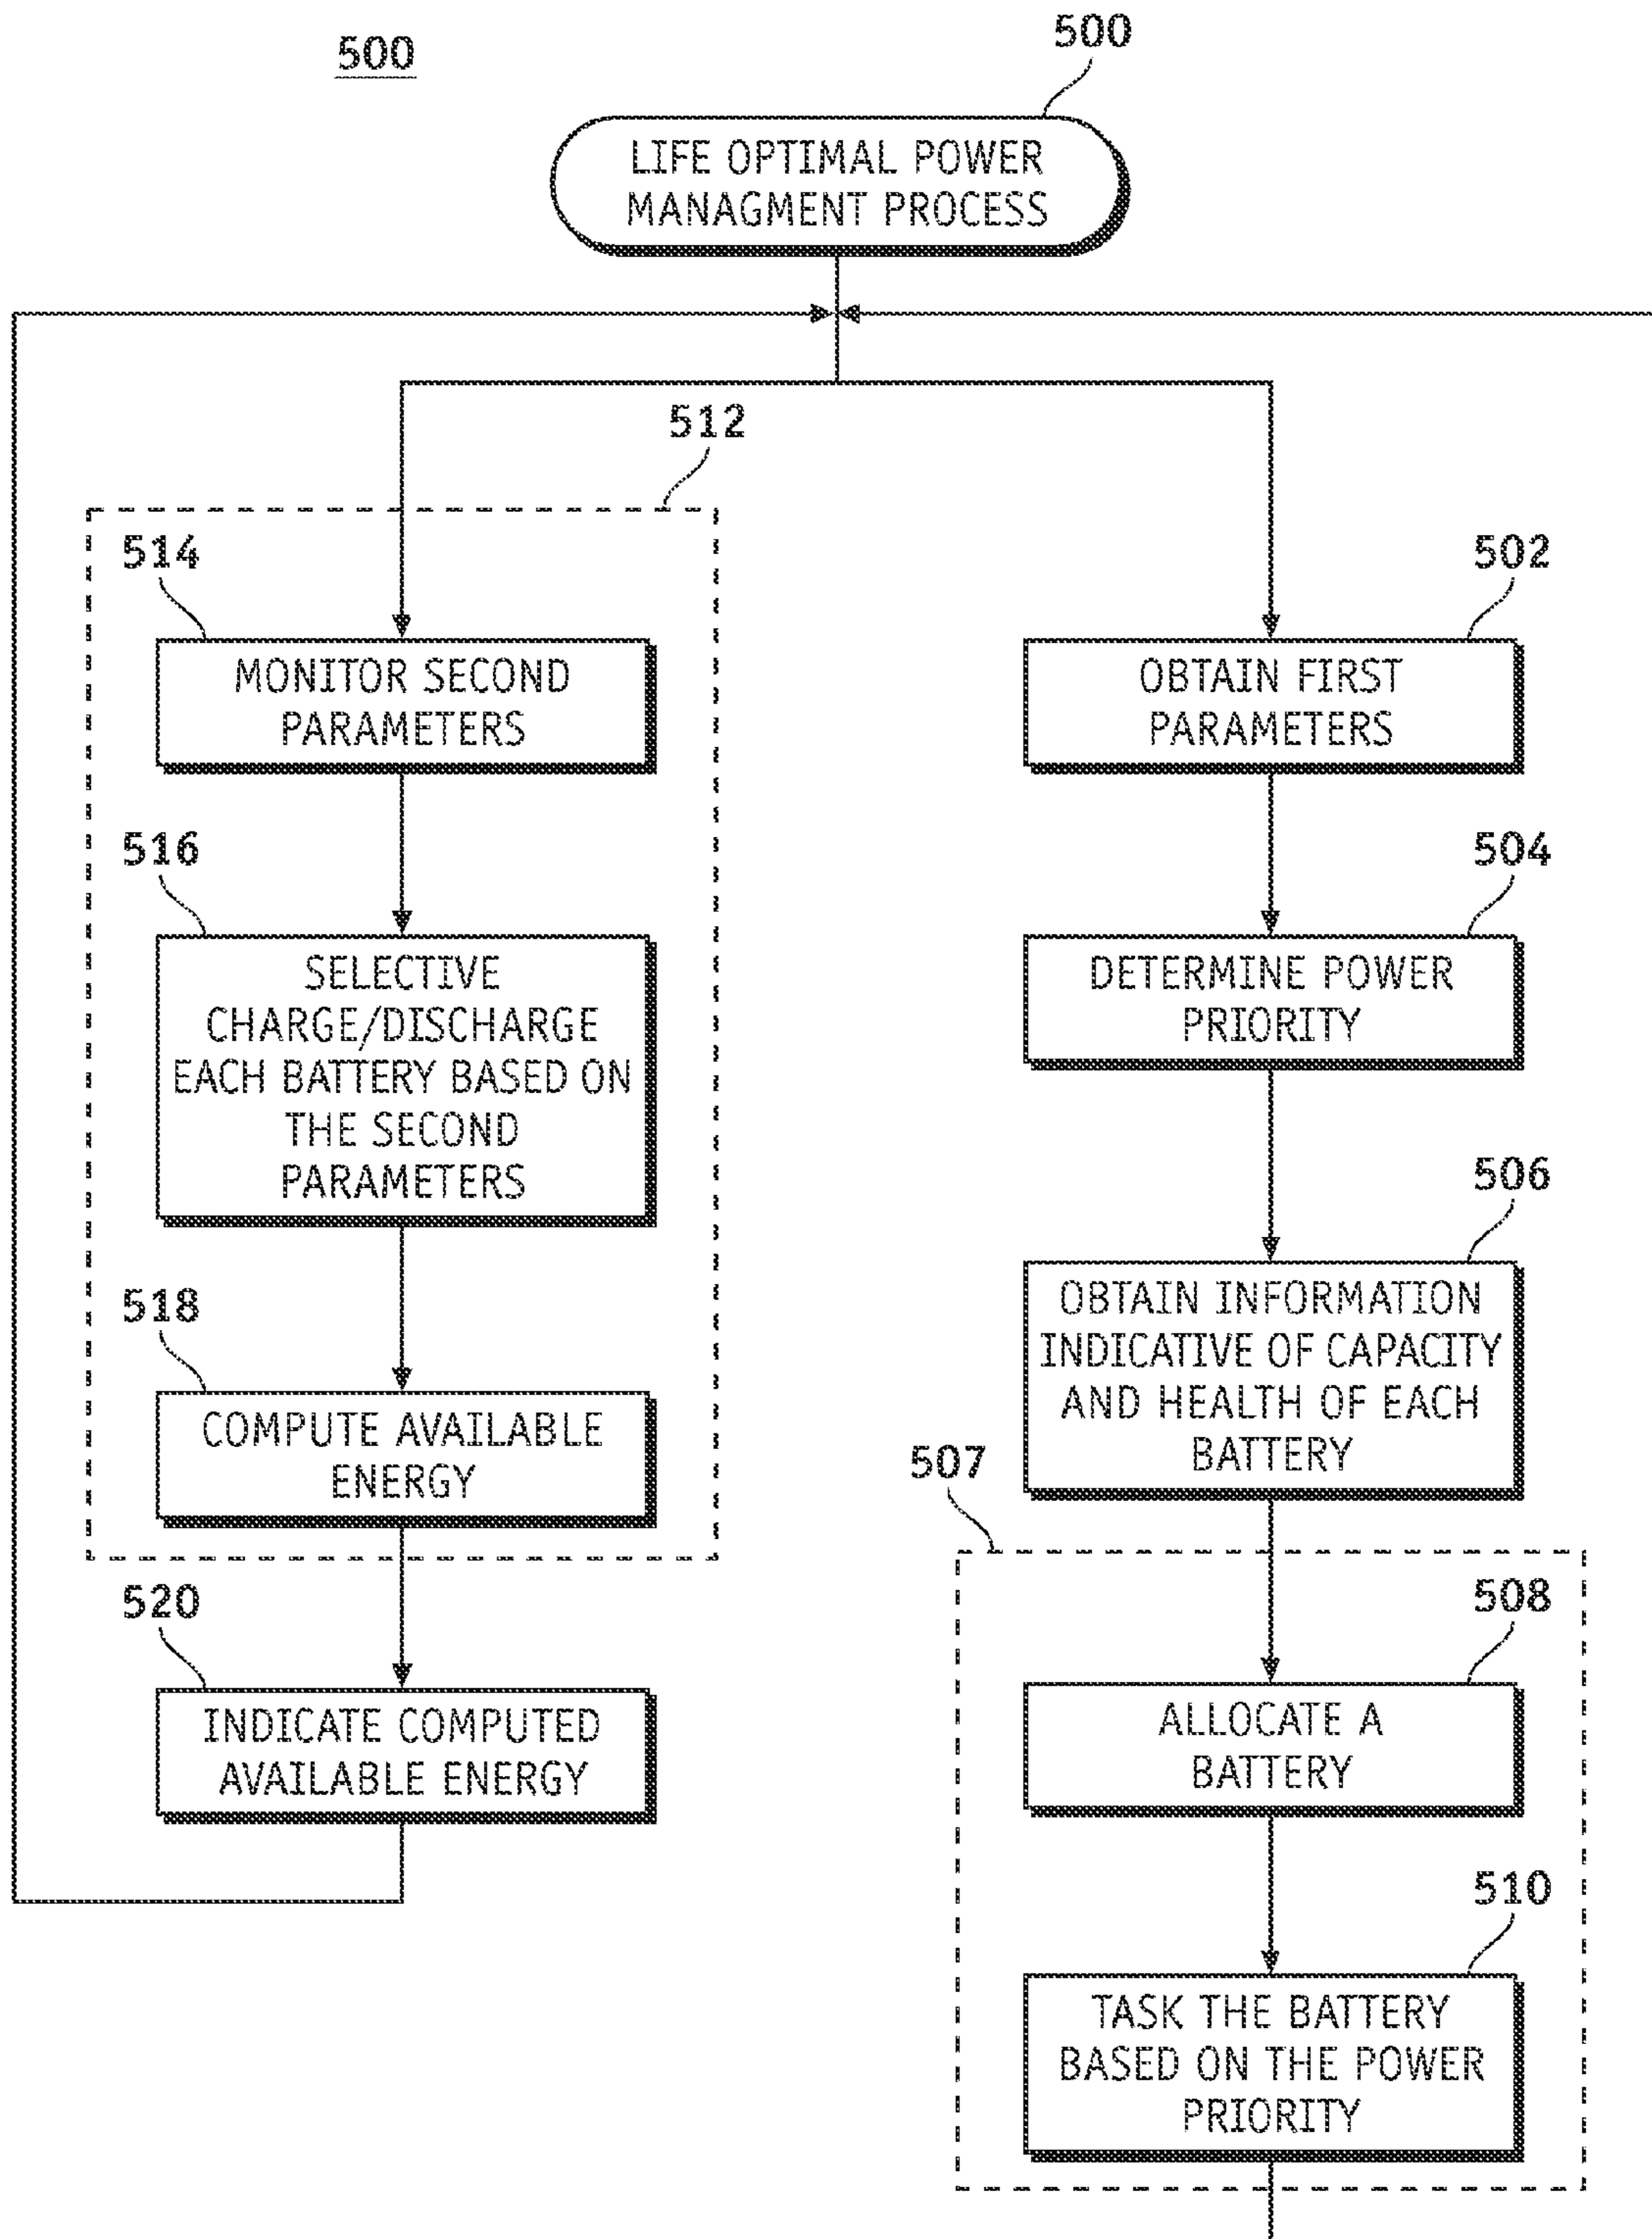 500
500
LIFE OPTIMAL POWER
MANAGMENT PROCESS
512
514
MONITOR SECOND
PARAMETERS
516
SELECTIVE
CHARGE/DISCHARGE
EACH BATTERY BASED ON
THE SECOND
PARAMETERS
518
COMPUTE AVAILABLE
ENERGY
520
INDICATE COMPUTED
AVAILABLE ENERGY
502
OBTAIN FIRST
PARAMETERS
504
DETERMINE POWER
PRIORITY
506
OBTAIN INFORMATION
INDICATIVE OF CAPACITY
AND HEALTH OF EACH
BATTERY
507
508
ALLOCATE A
BATTERY
510
TASK THE BATTERY
BASED ON THE POWER
PRIORITY